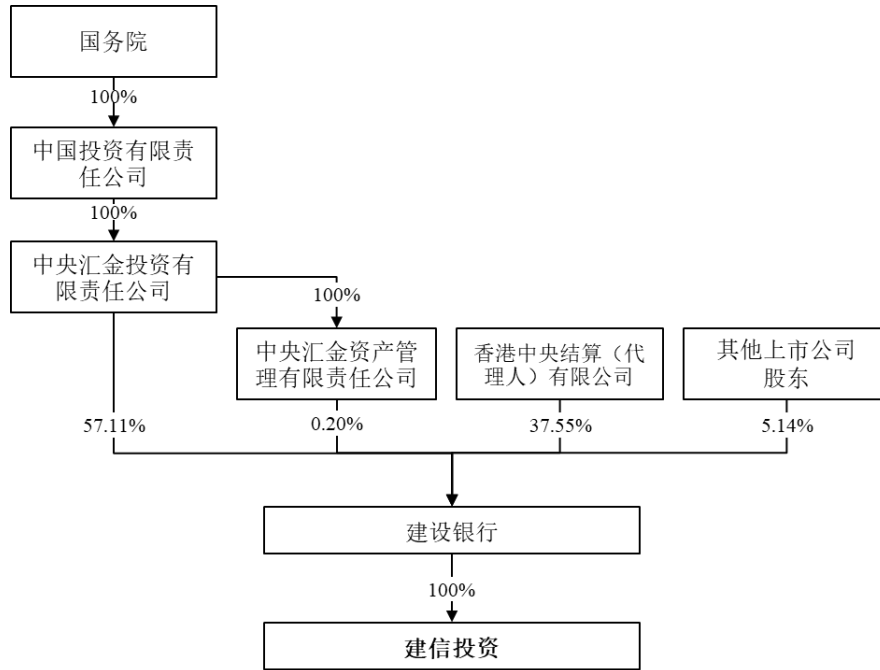 国务院
100%
中国投资有限责
任公司
100%
中央汇金投资有
限责任公司
100%
中央汇金资产管
理有限责任公司
香港中央结算（代
理人）有限公司
其他上市公司
股东
57.11%
0.20%
37.55%
5.14%
建设银行
100%
建信投资